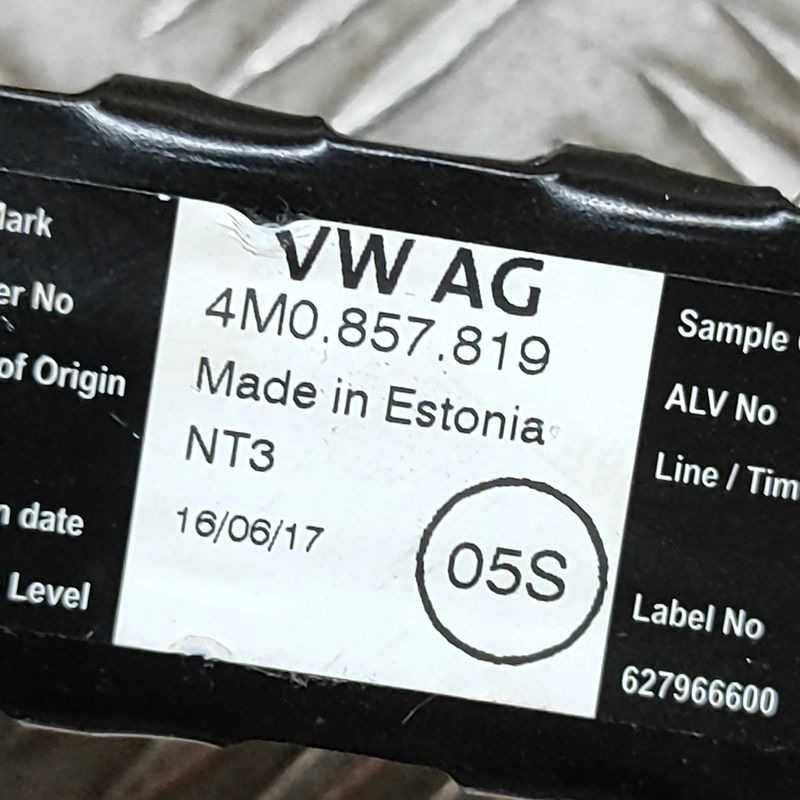 Mark
er No
of Origin
n date
Level
VW AG
4M0.857.819
Made in Estonia
NT3
16/06/17
05S
Sample
ALV No
Line / Tim
Label No
627966600